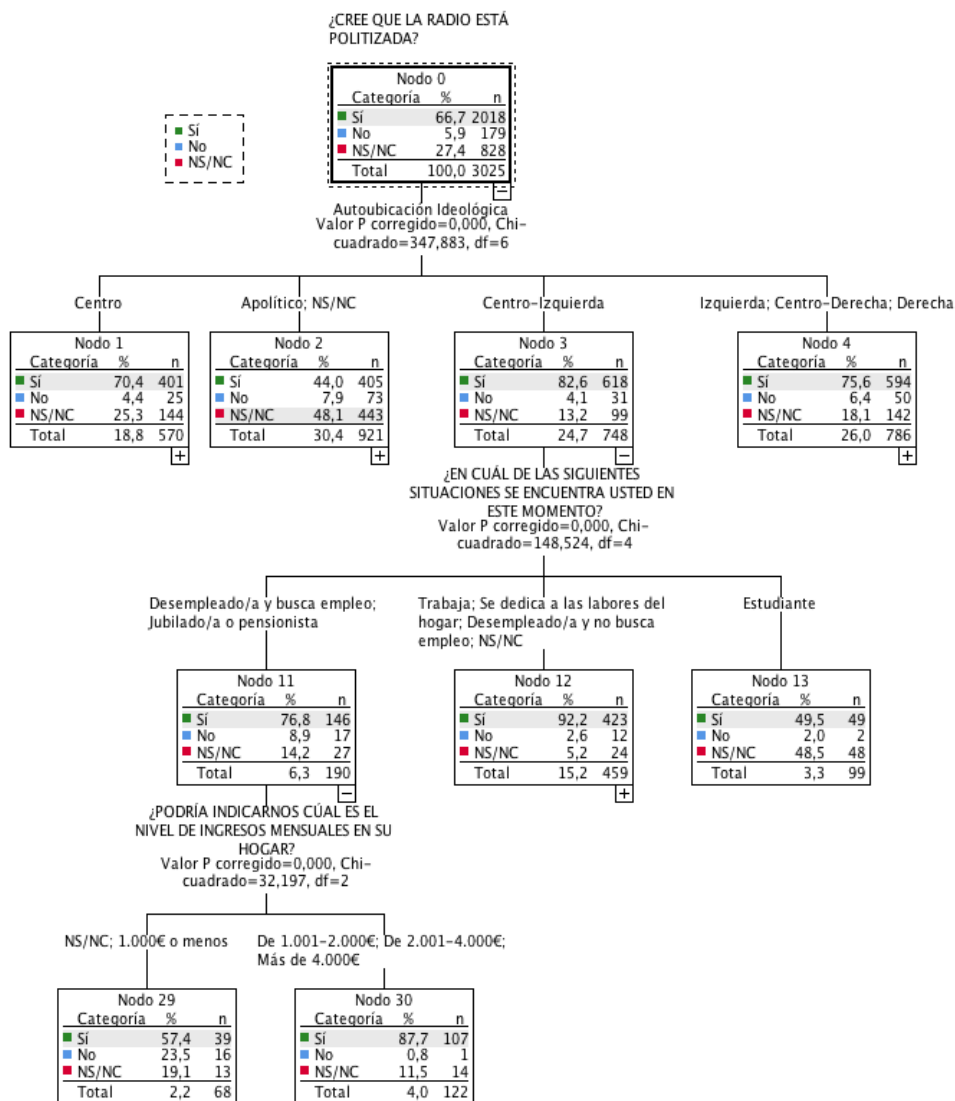 ¿CREE QUE LA RADIO ESTÁ
POLITIZADA?
Nodo 0
Categoría % n
Sí 66,7 2018
No 5,9 179
NS/NC 27,4 828
Total 100,0 3025
Sí
No
NS/NC
Autoubicación Ideológica
Valor P corregido=0,000, Chi-
cuadrado=347,883, df=6
Centro
Apolítico; NS/NC
Centro-Izquierda
Izquierda; Centro-Derecha; Derecha
Nodo 1
Categoría % n
Sí 70,4 401
No 4,4 25
NS/NC 25,3 144
Total 18,8 570
Nodo 2
Categoría % n
Sí 44,0 405
No 7,9 73
NS/NC 48,1 443
Total 30,4 921
Nodo 3
Categoría % n
Sí 82,6 618
No 4,1 31
NS/NC 13,2 99
Total 24,7 748
Nodo 4
Categoría % n
Sí 75,6 594
No 6,4 50
NS/NC 18,1 142
Total 26,0 786
¿EN CUÁL DE LAS SIGUIENTES
SITUACIONES SE ENCUENTRA USTED EN
ESTE MOMENTO?
Valor P corregido=0,000, Chi-
cuadrado=148,524, df=4
Desempleado/a y busca empleo;
Jubilado/a o pensionista
Trabaja; Se dedica a las labores del
hogar; Desempleado/a y no busca
empleo; NS/NC
Estudiante
Nodo 11
Categoría % n
Sí 76,8 146
No 8,9 17
NS/NC 14,2 27
Total 6,3 190
Nodo 12
Categoría % n
Sí 92,2 423
No 2,6 12
NS/NC 5,2 24
Total 15,2 459
Nodo 13
Categoría % n
Sí 49,5 49
No 2,0 2
NS/NC 48,5 48
Total 3,3 99
¿PODRÍA INDICARNOS CÚAL ES EL
NIVEL DE INGRESOS MENSUALES EN SU
HOGAR?
Valor P corregido=0,000, Chi-
cuadrado=32,197, df=2
NS/NC; 1.000€ o menos
De 1.001-2.000€; De 2.001-4.000€;
Más de 4.000€
Nodo 29
Categoría % n
Sí 57,4 39
No 23,5 16
NS/NC 19,1 13
Total 2,2 68
Nodo 30
Categoría % n
Sí 87,7 107
No 0,8 1
NS/NC 11,5 14
Total 4,0 122